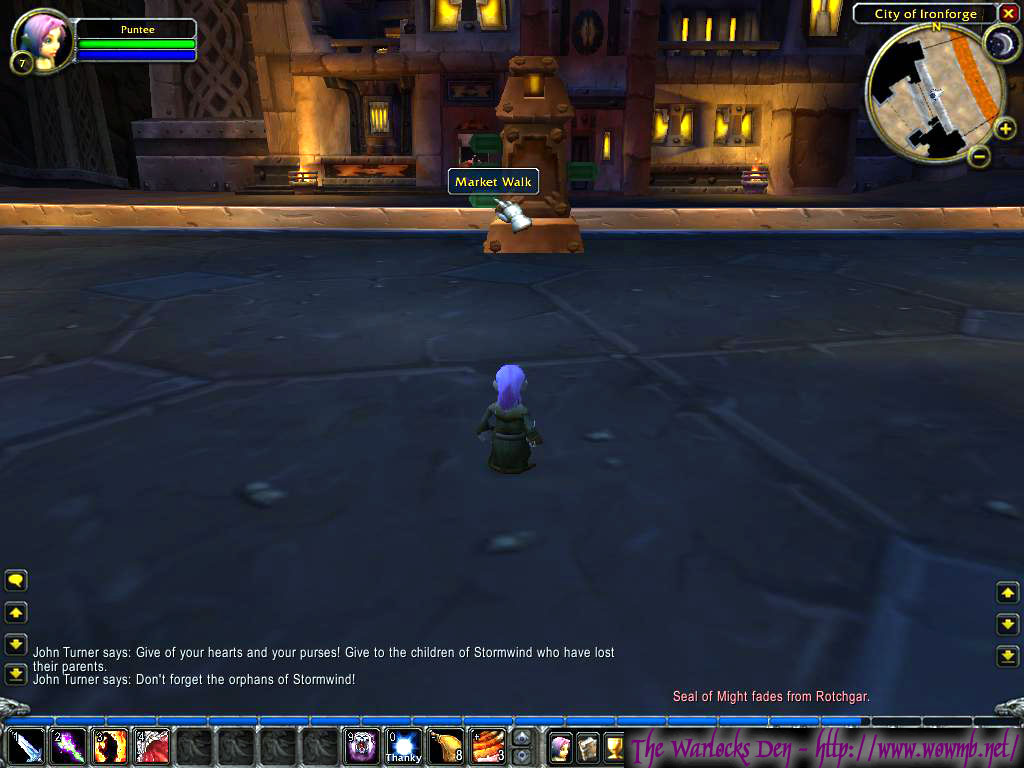 Puntee
7
City of Ironforge
N
Market Walk
John Turner says: Give of your hearts and your purses! Give to the children of Stormwind who have lost
their parents.
John Turner says: Don't forget the orphans of Stormwind!
Seal of Might fades from Rotchgar.
1 2 3 4 9 0 Thanky 8 3
The Warlocks Den - http://www.wowmb.net/